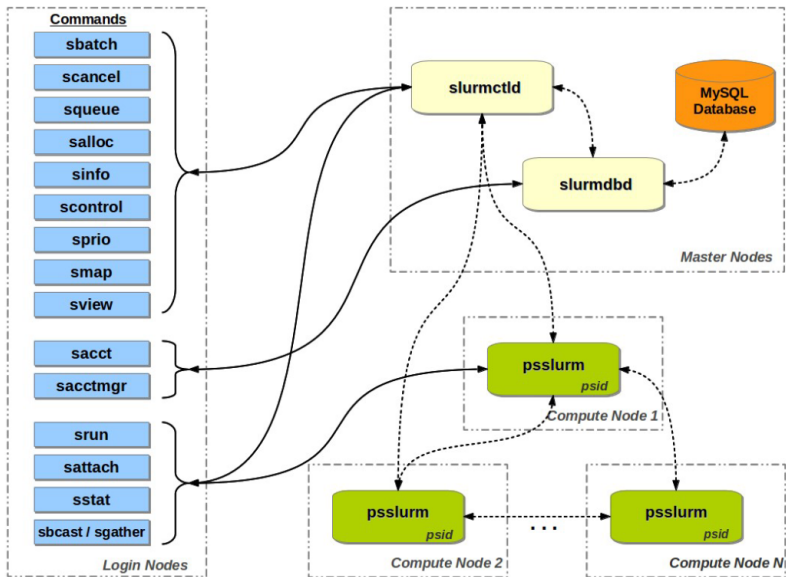 Commands
sbatch
scancel
squeue
salloc
sinfo
scontrol
sprio
smap
sview
sacct
sacctmgr
srun
sattach
sstat
sbcast / sgather
Login Nodes
slurmctld
slurmdbd
MySQL
Database
Master Nodes
psslurm
psid
Compute Node 1
psslurm
psid
Compute Node 2
. . .
psslurm
psid
Compute Node N